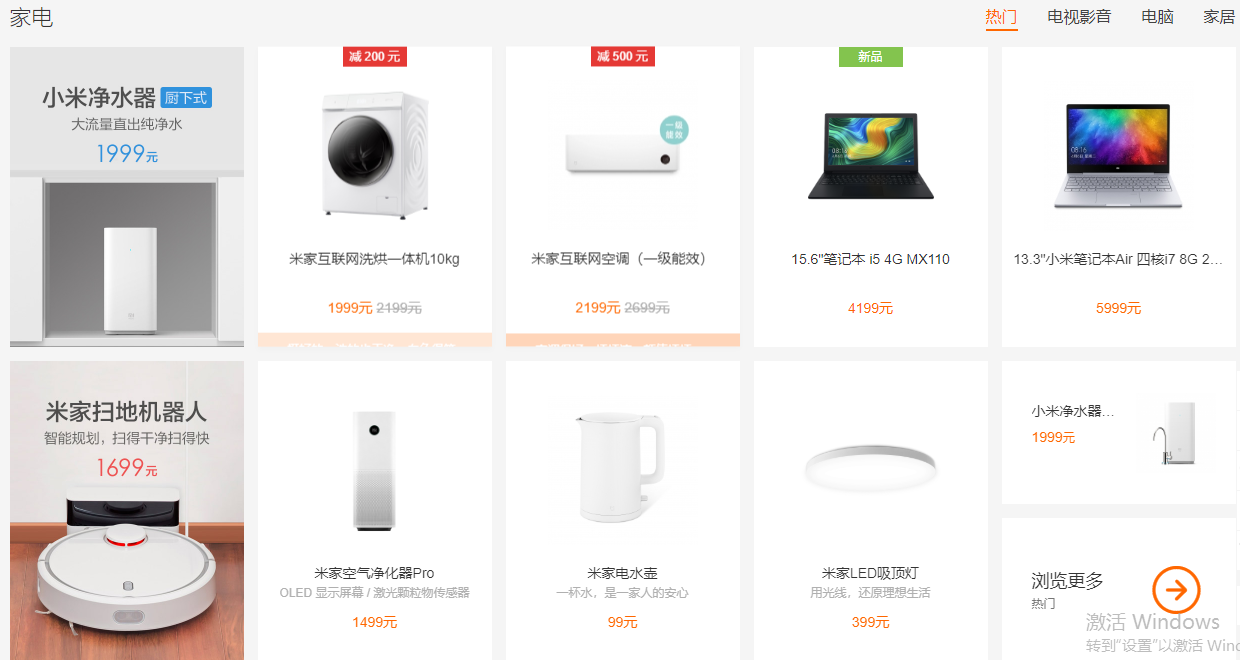 家电
热门 电视影音 电脑 家居
小米净水器 厨下式
大流量直出纯净水
1999元
减 200 元
米家互联网洗烘一体机10kg
1999元 2199元
减 500 元
一级
能效
米家互联网空调（一级能效）
2199元 2699元
新品
15.6"笔记本 i5 4G MX110
4199元
13.3"小米笔记本Air 四核i7 8G 2...
5999元
米家扫地机器人
智能规划，扫得干净扫得快
1699元
米家空气净化器Pro
OLED 显示屏幕 / 激光颗粒物传感器
1499元
米家电水壶
一杯水，是一家人的安心
99元
米家LED吸顶灯
用光线，还原理想生活
399元
小米净水器...
1999元
浏览更多
热门
激活 Windows
转到"设置"以激活 Wind